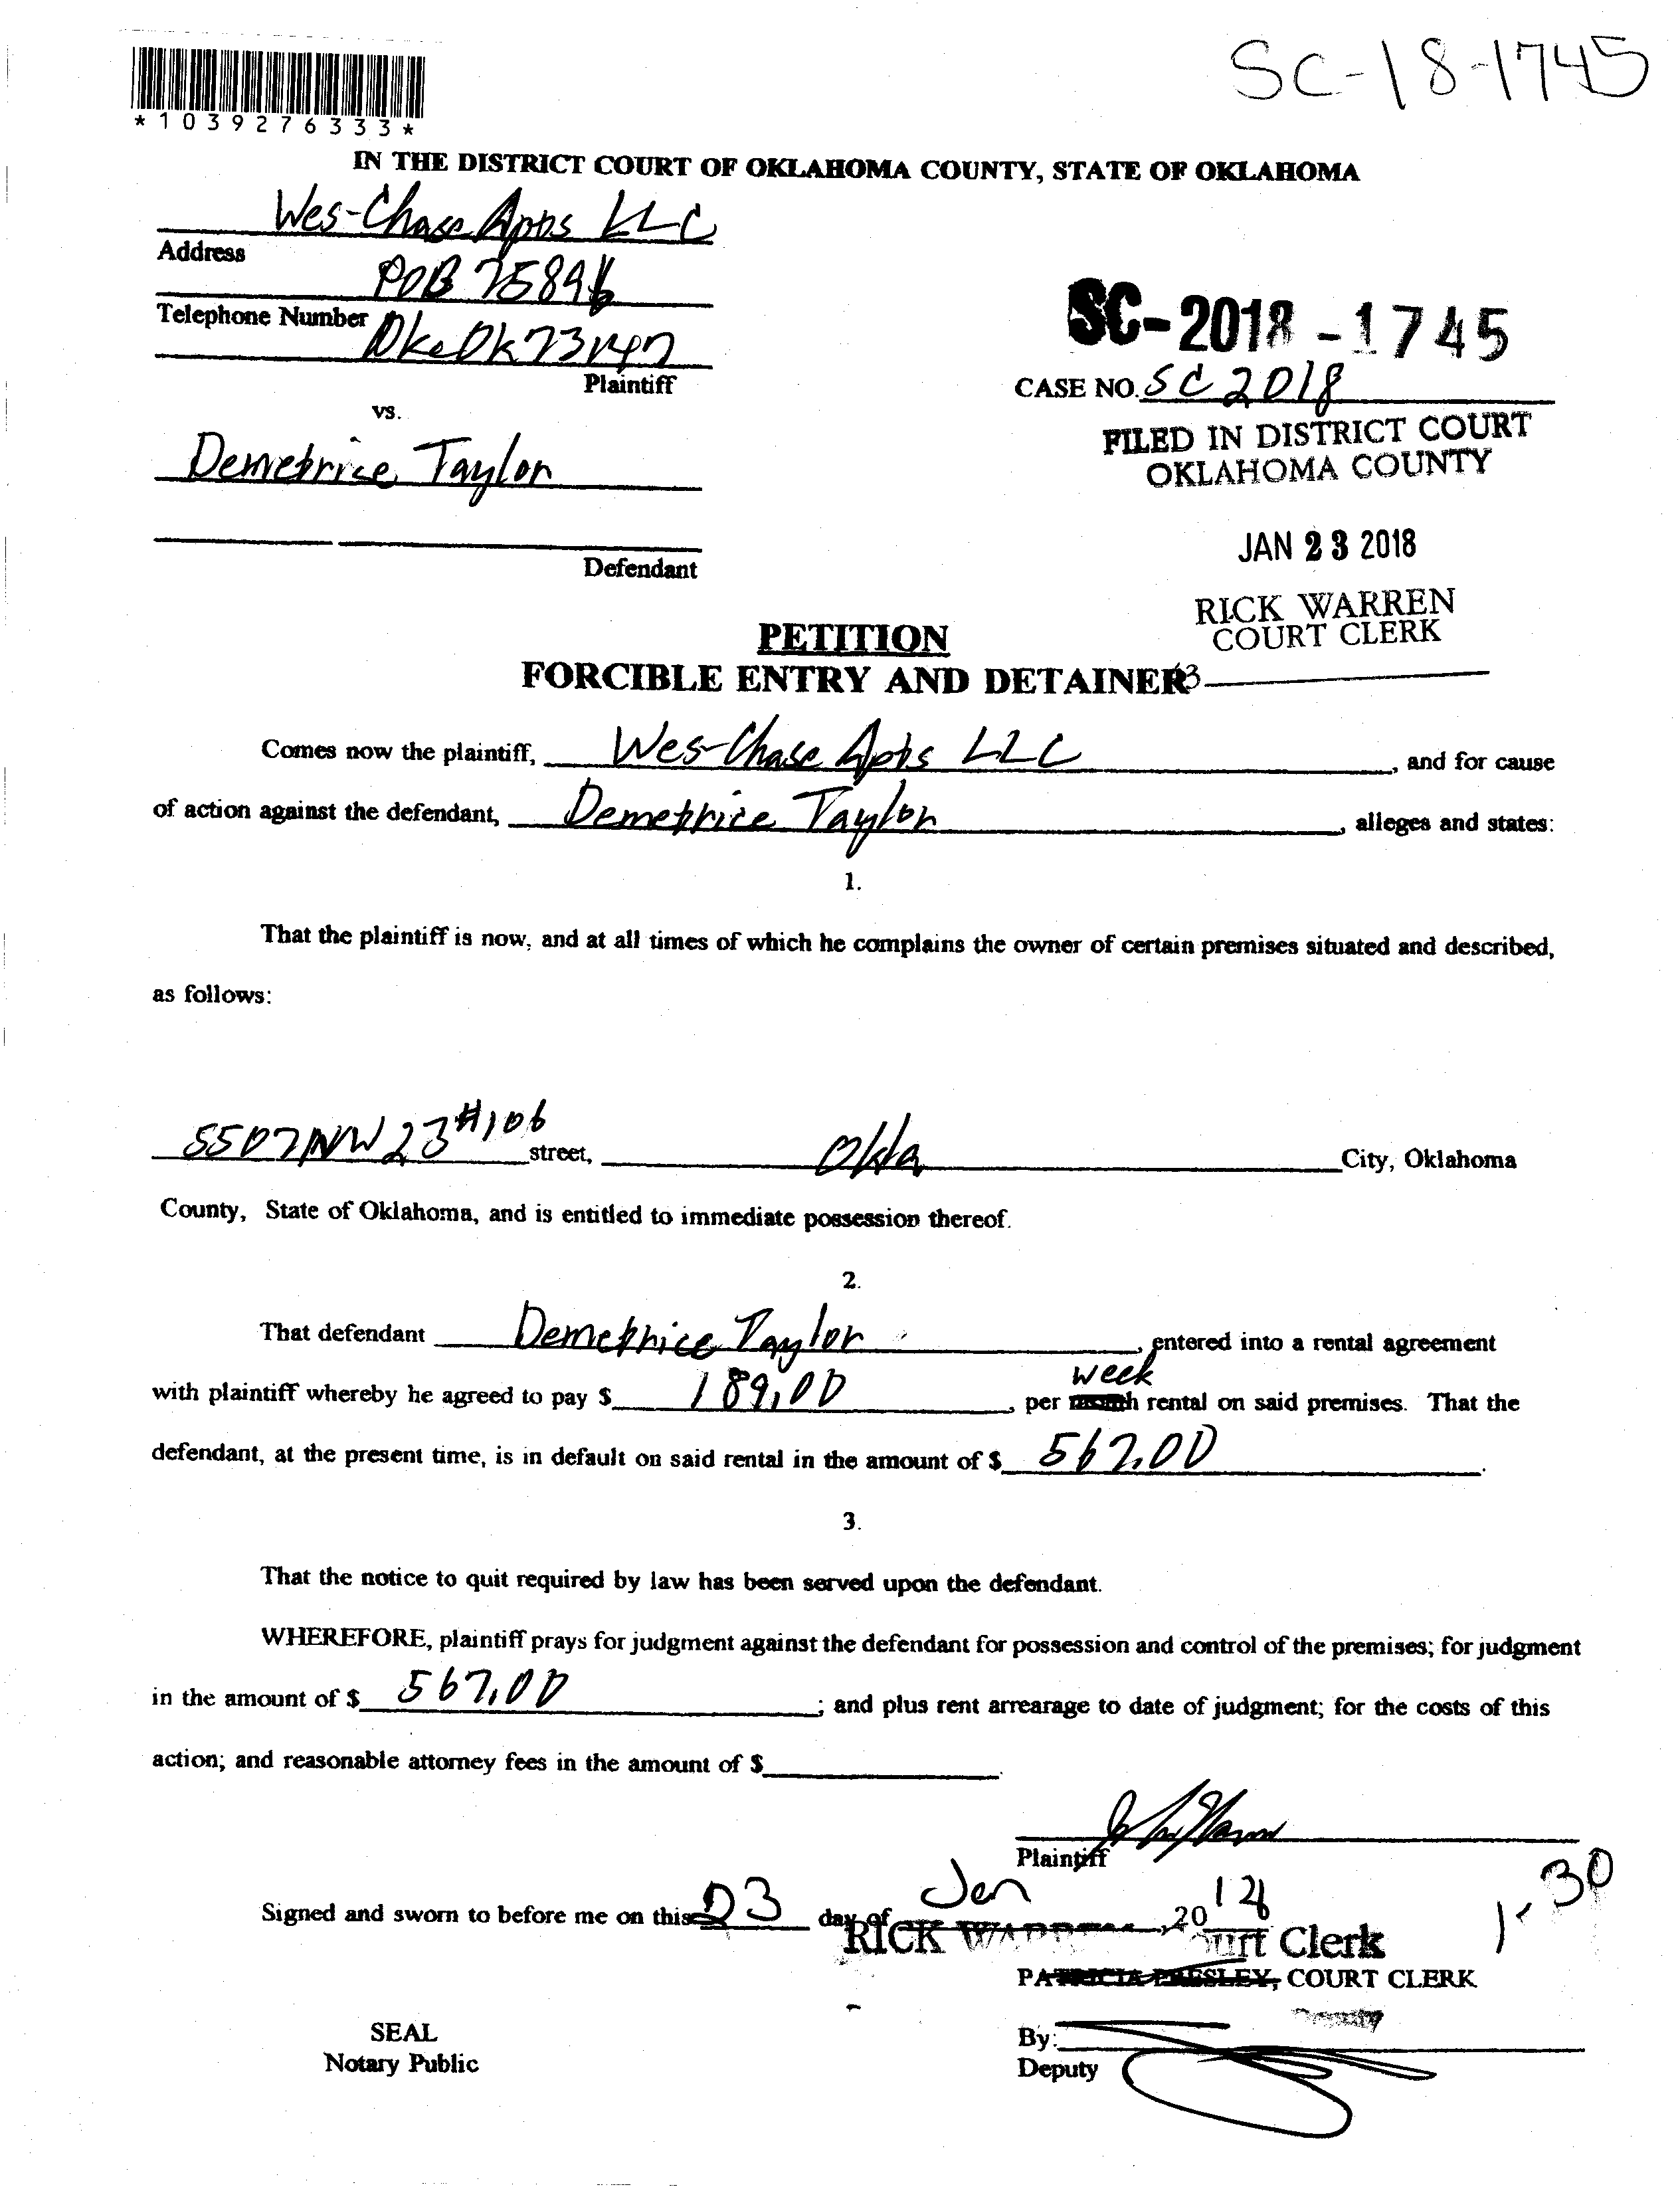 SC-18-1745
*1039276333*
IN THE DISTRICT COURT OF OKLAHOMA COUNTY, STATE OF OKLAHOMA
Wes-Chase Apts LLC
Address
POB 75896
Telephone Number
Okc Ok 73147
Plaintiff
SC-2018-1745
CASE NO. SC 2018
vs.
FILED IN DISTRICT COURT
OKLAHOMA COUNTY
Demetrice Taylor
JAN 23 2018
Defendant
RICK WARREN
COURT CLERK
PETITION
FORCIBLE ENTRY AND DETAINER
Comes now the plaintiff, Wes-Chase Apts LLC, and for cause
of action against the defendant, Demetrice Taylor, alleges and states:
1.
That the plaintiff is now, and at all times of which he complains the owner of certain premises situated and described,
as follows:
5507 NW 23 #106 street, Okla City, Oklahoma
County, State of Oklahoma, and is entitled to immediate possession thereof.
2.
That defendant Demetrice Taylor, entered into a rental agreement
week
with plaintiff whereby he agreed to pay $ 189.00, per month rental on said premises. That the
defendant, at the present time, is in default on said rental in the amount of $ 567.00.
3.
That the notice to quit required by law has been served upon the defendant.
WHEREFORE, plaintiff prays for judgment against the defendant for possession and control of the premises; for judgment
in the amount of $ 567.00; and plus rent arrearage to date of judgment; for the costs of this
action; and reasonable attorney fees in the amount of $
Plaintiff
Signed and sworn to before me on this 23 day of Jan, 2018
1-30
RICK WARREN Court Clerk
PATRICIA PRESLEY, COURT CLERK
SEAL
Notary Public
By:
Deputy